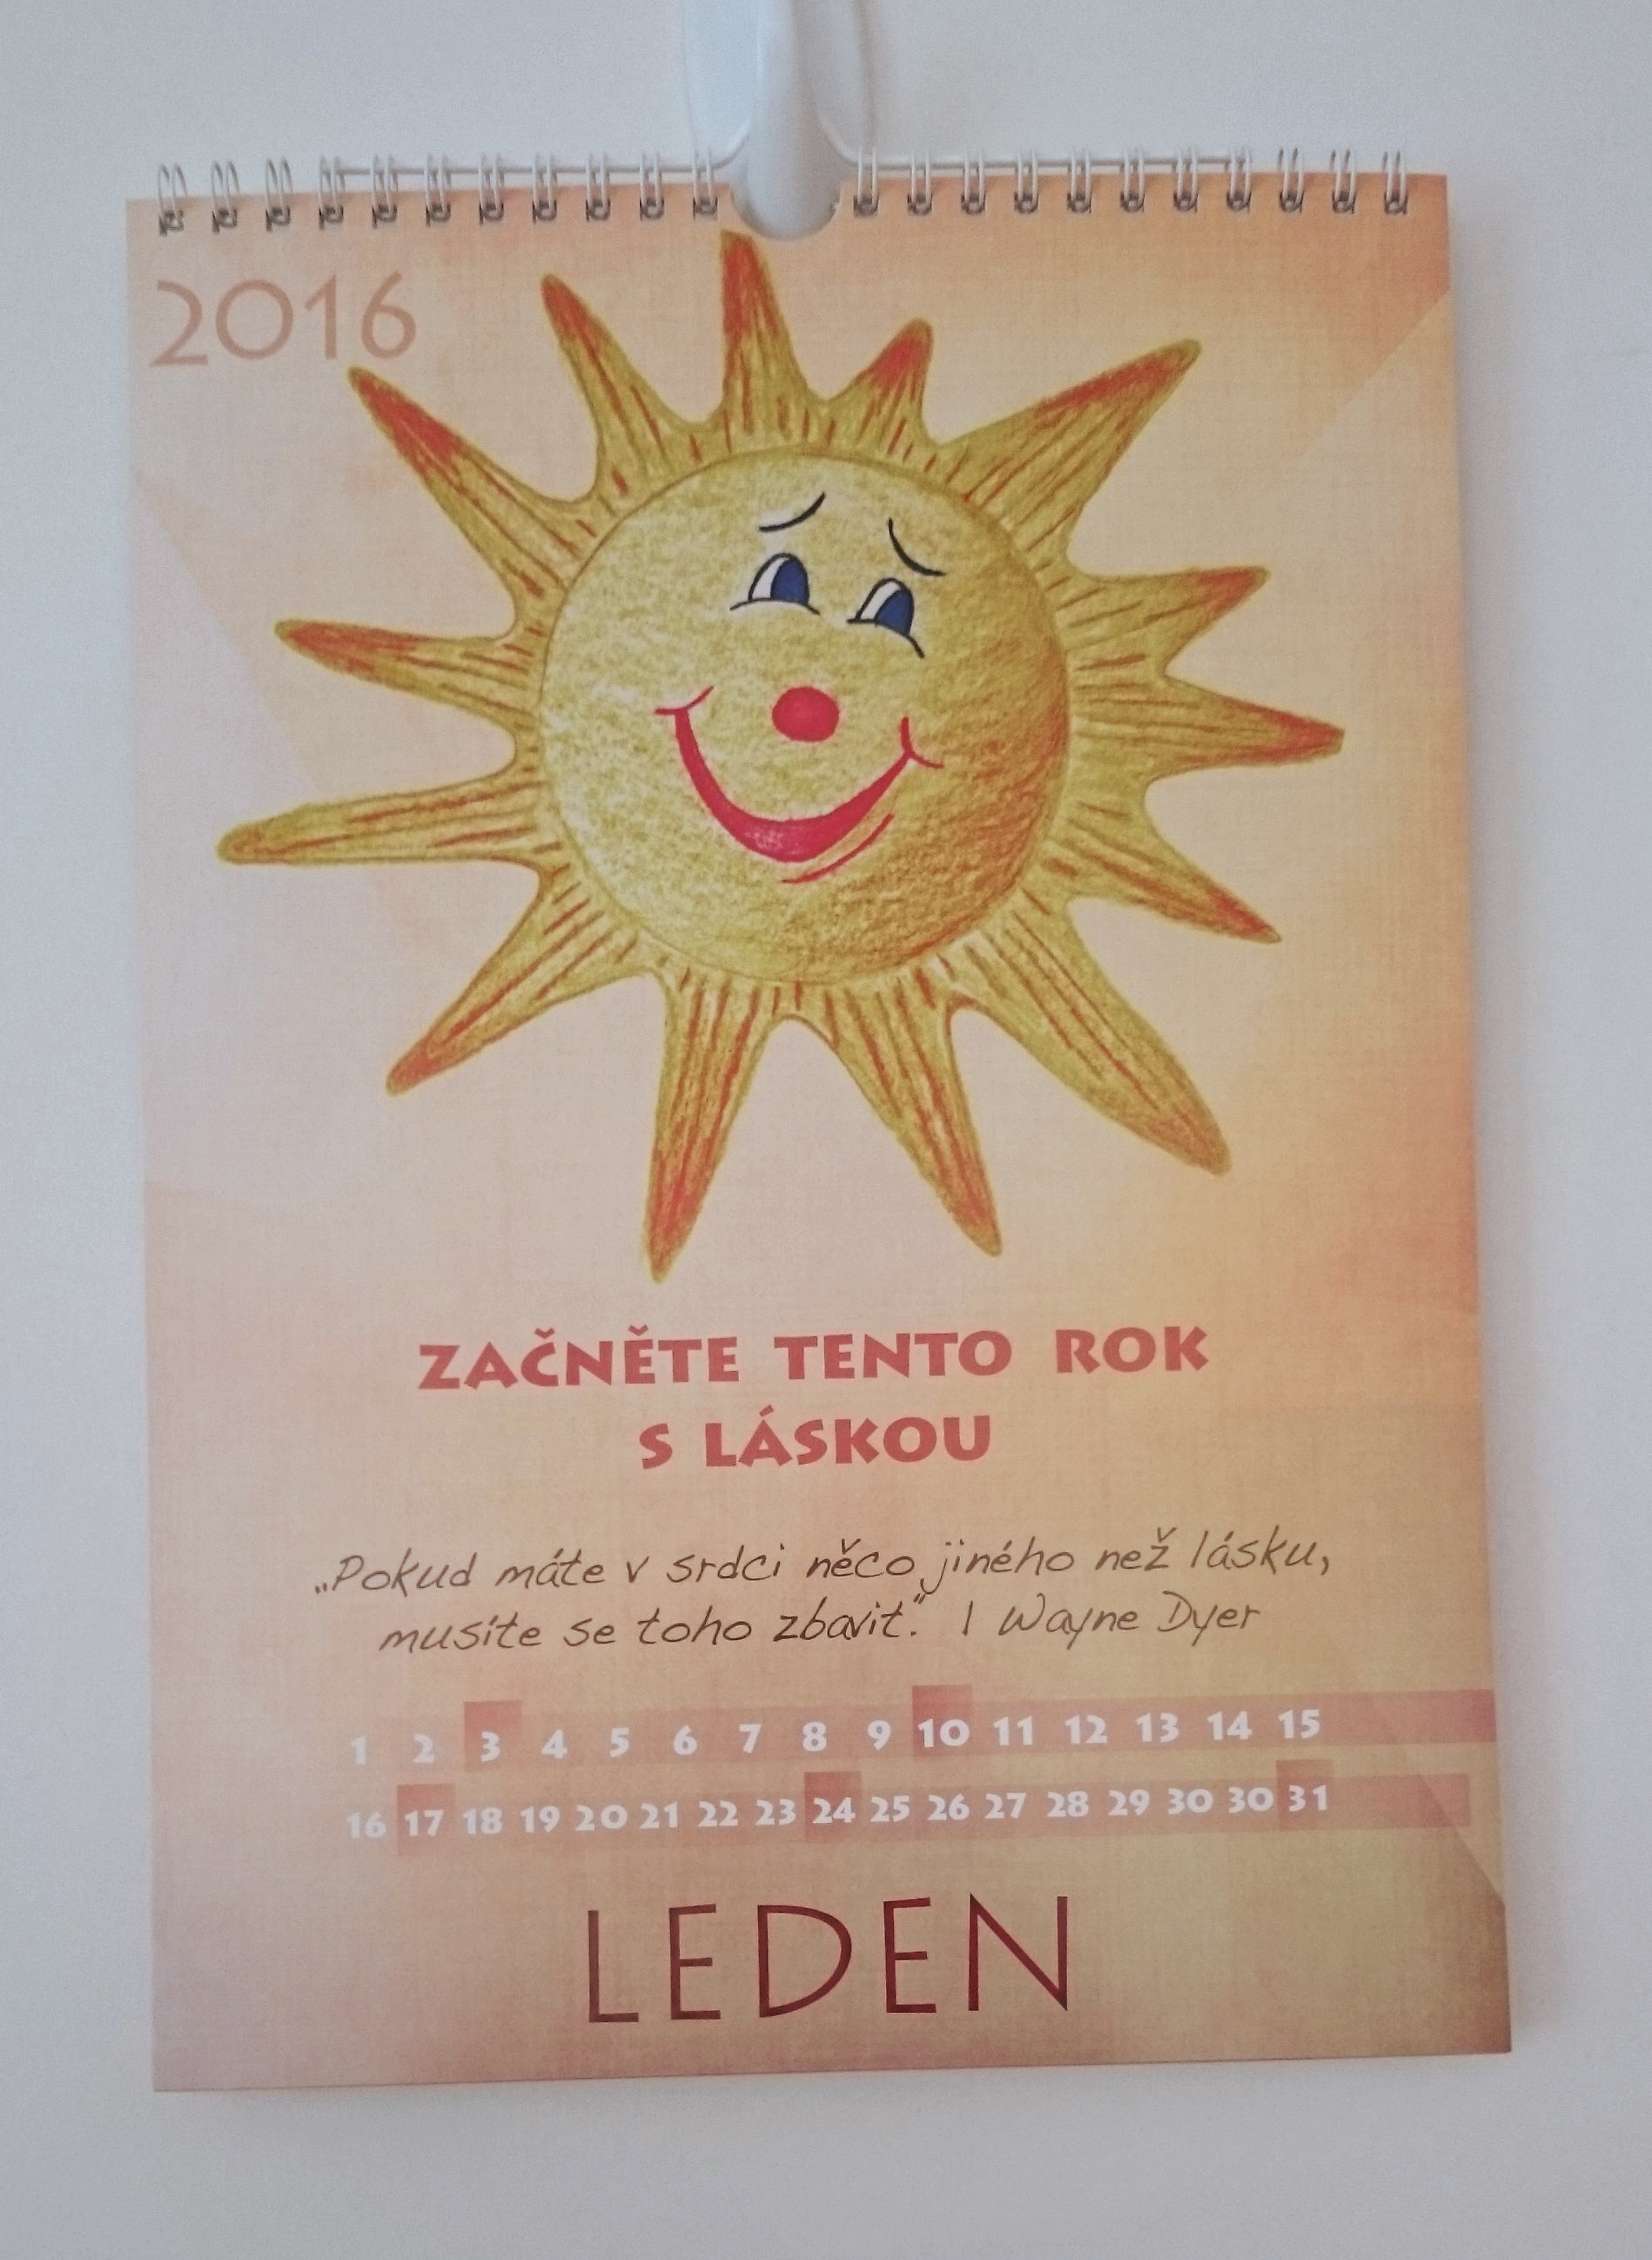 2016
ZAČNĚTE TENTO ROK
S LÁSKOU
„Pokud máte v srdci něco jiného než lásku,
musíte se toho zbavit." | Wayne Dyer
1 2 3 4 5 6 7 8 9 10 11 12 13 14 15
16 17 18 19 20 21 22 23 24 25 26 27 28 29 30 30 31
LEDEN